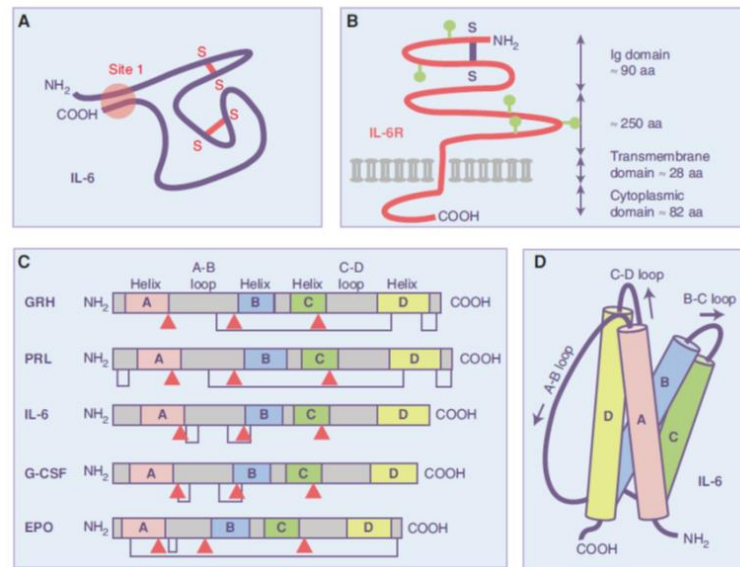 A
Site 1
S
S
NH2
COOH
S
S
IL-6
B
S
NH2
S
IL-6R
COOH
Ig domain
≈ 90 aa
≈ 250 aa
Transmembrane
domain ≈ 28 aa
Cytoplasmic
domain ≈ 82 aa
C
A-B
loop
C-D
loop
Helix
Helix
Helix
Helix
GRH
NH2
A
B
C
D
COOH
PRL
NH2
A
B
C
D
COOH
IL-6
NH2
A
B
C
D
COOH
G-CSF
NH2
A
B
C
D
COOH
EPO
NH2
A
B
C
D
COOH
D
C-D loop
B-C loop
A-B loop
D
A
B
C
IL-6
COOH
NH2